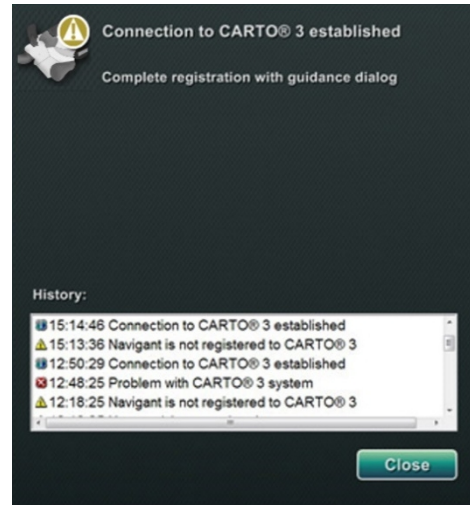 Connection to CARTO® 3 established
Complete registration with guidance dialog
History:
15:14:46 Connection to CARTO® 3 established
15:13:36 Navigant is not registered to CARTO® 3
12:50:29 Connection to CARTO® 3 established
12:48:25 Problem with CARTO® 3 system
12:18:25 Navigant is not registered to CARTO® 3
Close